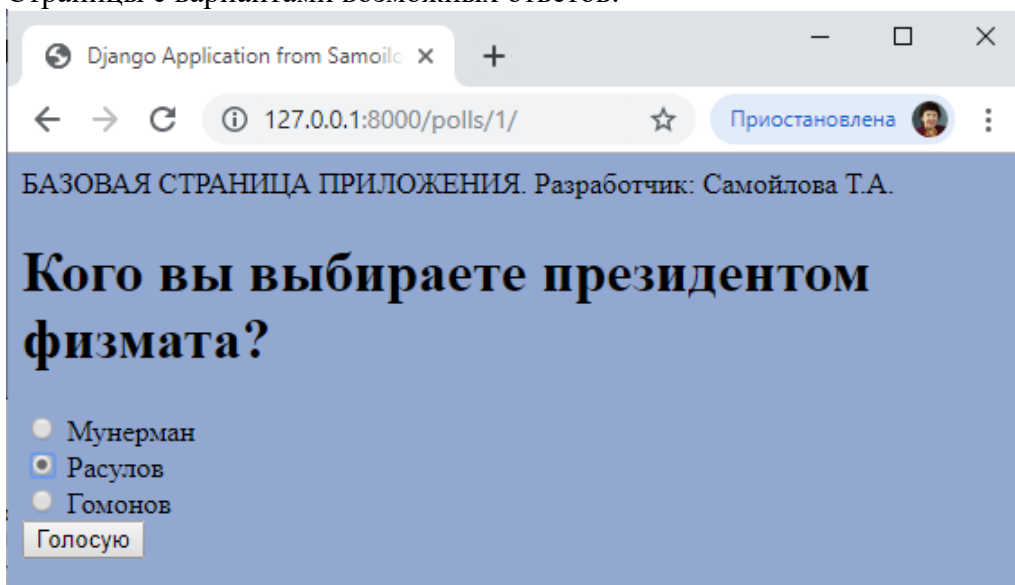 Страницы с вариантами возможных ответов:
Django Application from Samoilo
127.0.0.1:8000/polls/1/
Приостановлена
БАЗОВАЯ СТРАНИЦА ПРИЛОЖЕНИЯ. Разработчик: Самойлова Т.А.
Кого вы выбираете президентом
физмата?
Мунерман
Расулов
Гомонов
Голосую